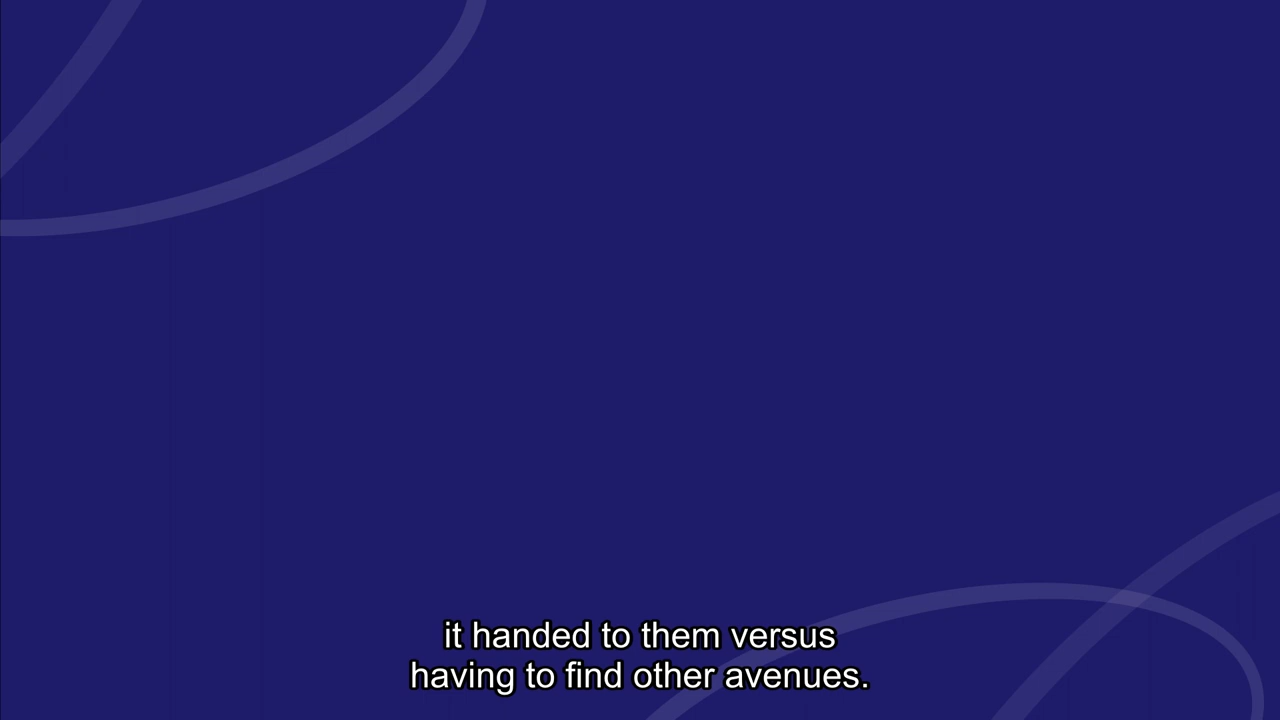 it handed to them versus
having to find other avenues.